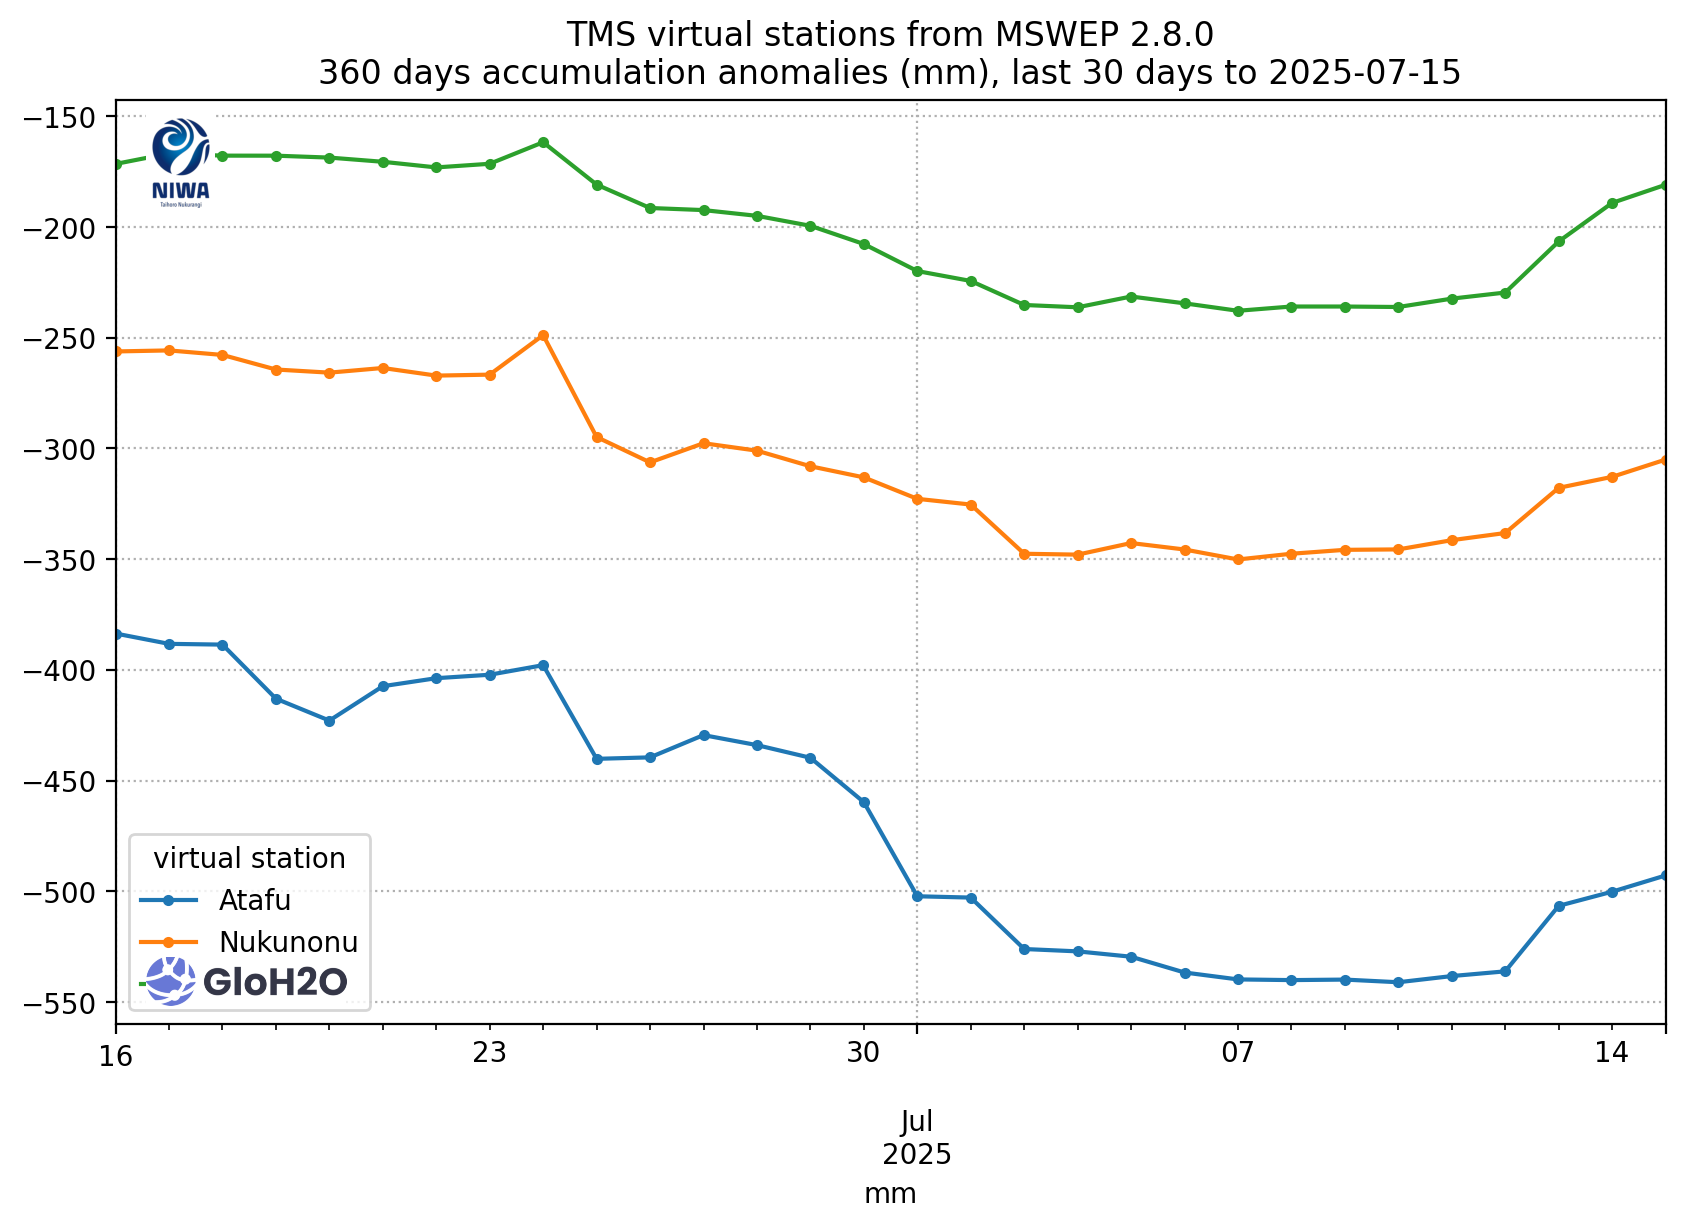 TMS virtual stations from MSWEP 2.8.0
360 days accumulation anomalies (mm), last 30 days to 2025-07-15
−150
−200
−250
−300
−350
−400
−450
−500
−550
NIWA
Taihoro Nukurangi
virtual station
Atafu
Nukunonu
GloH2O
16
23
30
07
14
Jul
2025
mm